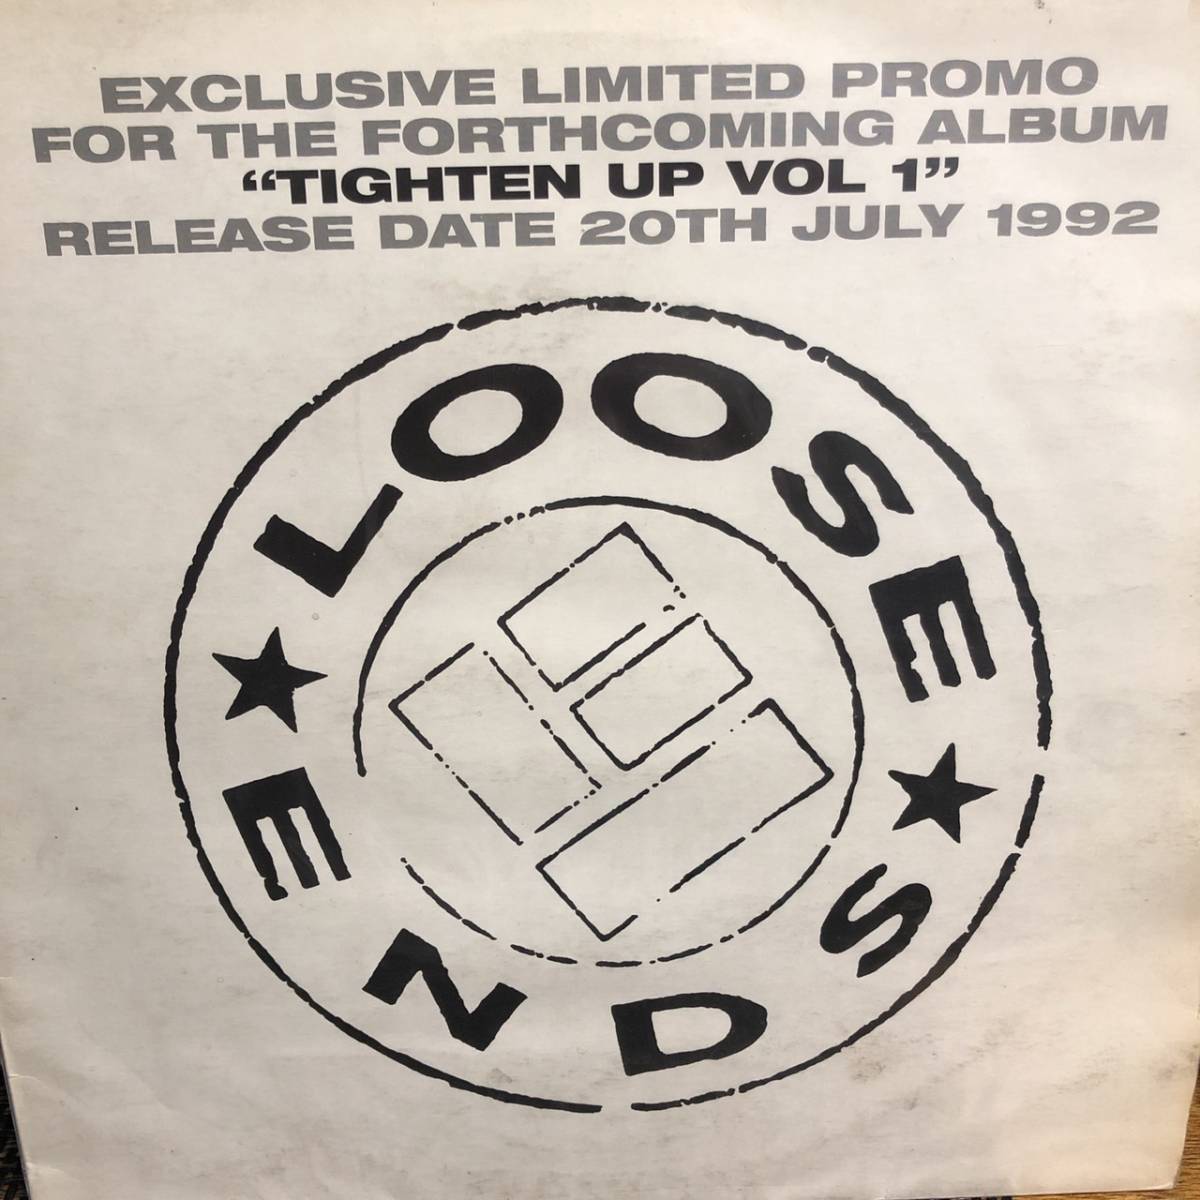 EXCLUSIVE LIMITED PROMO
FOR THE FORTHCOMING ALBUM
“TIGHTEN UP VOL 1”
RELEASE DATE 20TH JULY 1992
LOOSE
ENDS